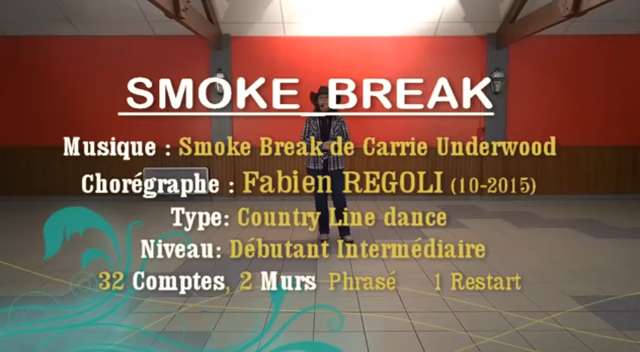 SMOKE BREAK
Musique : Smoke Break de Carrie Underwood
Chorégraphe : Fabien REGOLI (10-2015)
Type: Country Line dance
Niveau: Débutant Intermédiaire
32 Comptes, 2 Murs Phrasé 1 Restart